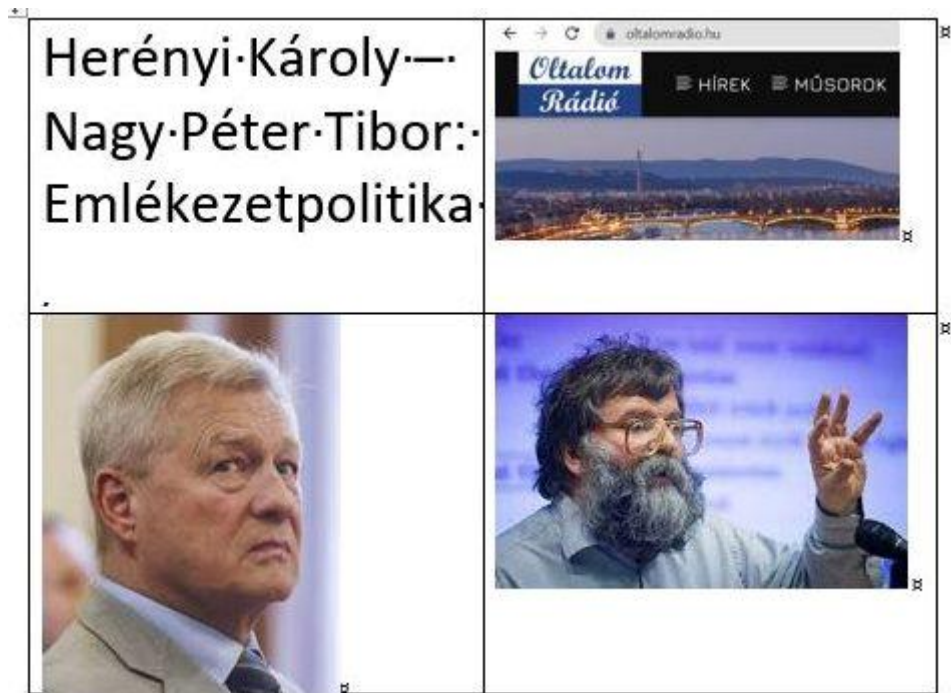 Herényi Károly –
Nagy Péter Tibor:
Emlékezetpolitika
oltalomradio.hu
Oltalom
Rádió
HÍREK
MŰSOROK